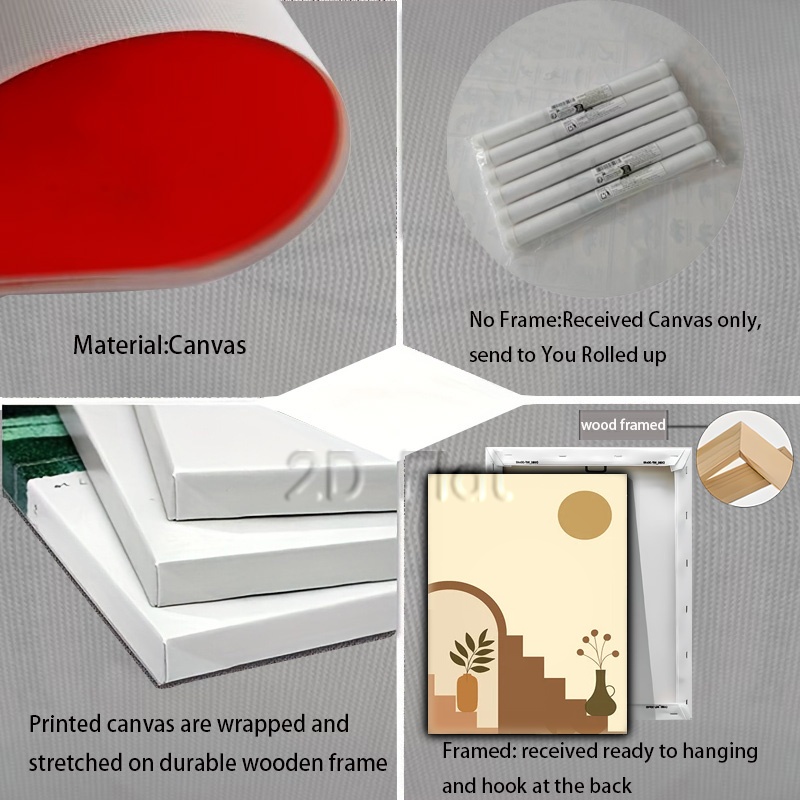 Material:Canvas
No Frame:Received Canvas only,
send to You Rolled up
2D Flat
wood framed
Printed canvas are wrapped and
stretched on durable wooden frame
Framed: received ready to hanging
and hook at the back